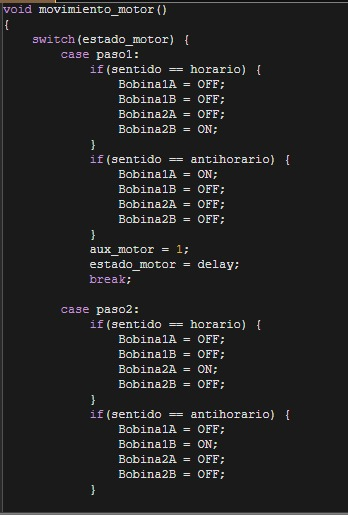 void movimiento_motor()
{
    switch(estado_motor) {
        case paso1:
            if(sentido == horario) {
                Bobina1A = OFF;
                Bobina1B = OFF;
                Bobina2A = OFF;
                Bobina2B = ON;
            }
            if(sentido == antihorario) {
                Bobina1A = ON;
                Bobina1B = OFF;
                Bobina2A = OFF;
                Bobina2B = OFF;
            }
            aux_motor = 1;
            estado_motor = delay;
            break;

        case paso2:
            if(sentido == horario) {
                Bobina1A = OFF;
                Bobina1B = OFF;
                Bobina2A = ON;
                Bobina2B = OFF;
            }
            if(sentido == antihorario) {
                Bobina1A = OFF;
                Bobina1B = ON;
                Bobina2A = OFF;
                Bobina2B = OFF;
            }